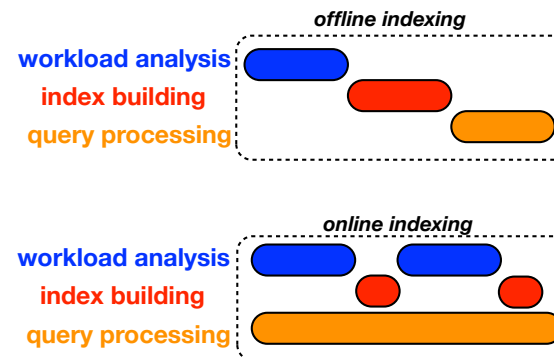 offline indexing
workload analysis
index building
query processing
online indexing
workload analysis
index building
query processing